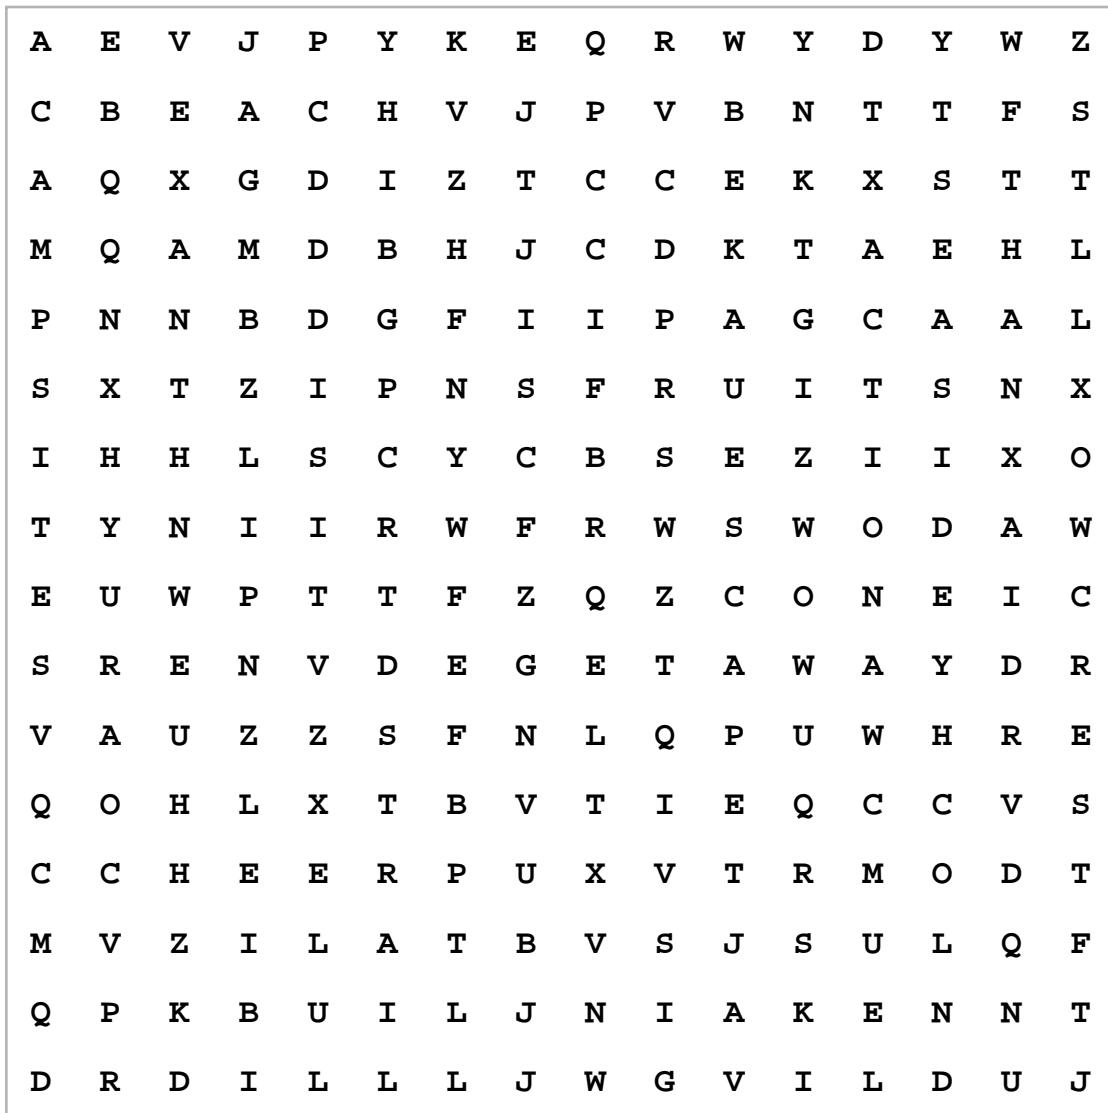 A E V J P Y K E Q R W Y D Y W Z
C B E A C H V J P V B N T T F S
A Q X G D I Z T C C E K X S T T
M Q A M D B H J C D K T A E H L
P N N B D G F I I P A G C A A L
S X T Z I P N S F R U I T S N X
I H H L S C Y C B S E Z I I X O
T Y N I I R W F R W S W O D A W
E U W P T T F Z Q Z C O N E I C
S R E N V D E G E T A W A Y D R
V A U Z Z S F N L Q P U W H R E
Q O H L X T B V T I E Q C C V S
C C H E E R P U X V T R M O D T
M V Z I L A T B V S J S U L Q F
Q P K B U I L J N I A K E N N T
D R D I L L L J W G V I L D U J